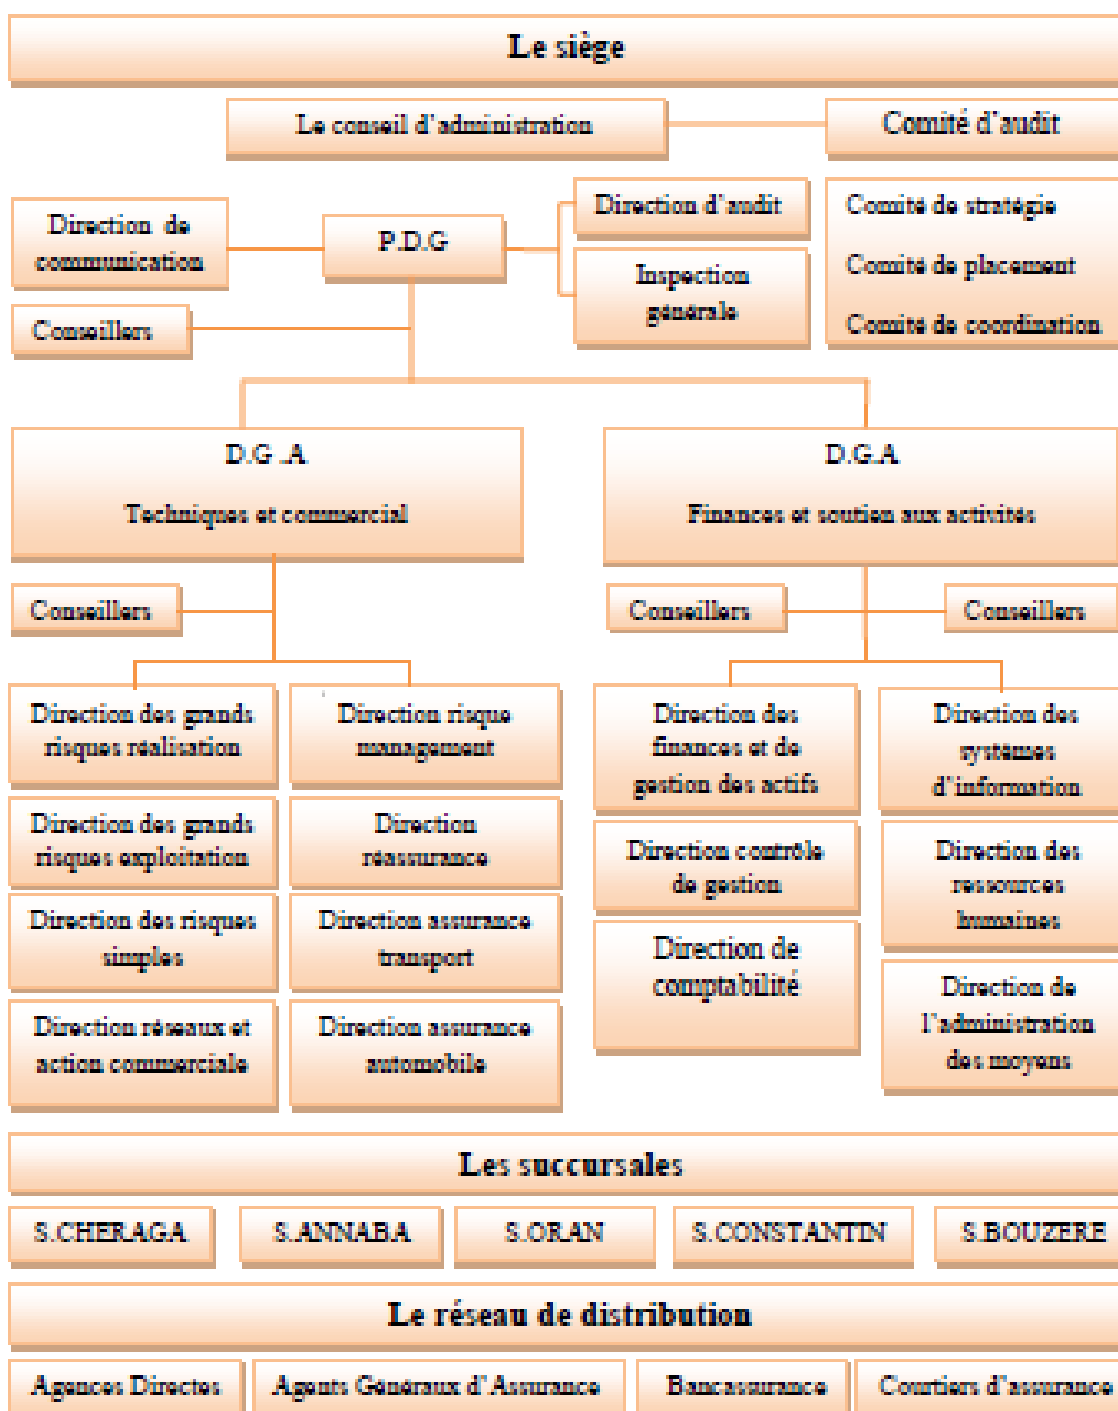 Le siège
Le conseil d'administration
Comité d'audit
Direction de
communication
P.D.G
Direction d'audit
Inspection
générale
Comité de stratégie
Comité de placement
Comité de coordination
Conseillers
D.G .A
Techniques et commercial
D.G.A
Finances et soutien aux activités
Conseillers
Conseillers
Conseillers
Direction des grands
risques réalisation
Direction risque
management
Direction des
finances et de
gestion des actifs
Direction des
systèmes
d'information
Direction des grands
risques exploitation
Direction
réassurance
Direction contrôle
de gestion
Direction des
ressources
humaines
Direction des risques
simples
Direction assurance
transport
Direction de
comptabilité
Direction de
l'administration
des moyens
Direction réseaux et
action commerciale
Direction assurance
automobile
Les succursales
S.CHERAGA
S.ANNABA
S.ORAN
S.CONSTANTIN
S.BOUZERE
Le réseau de distribution
Agences Directes
Agents Généraux d'Assurance
Bancassurance
Courtiers d'assurance